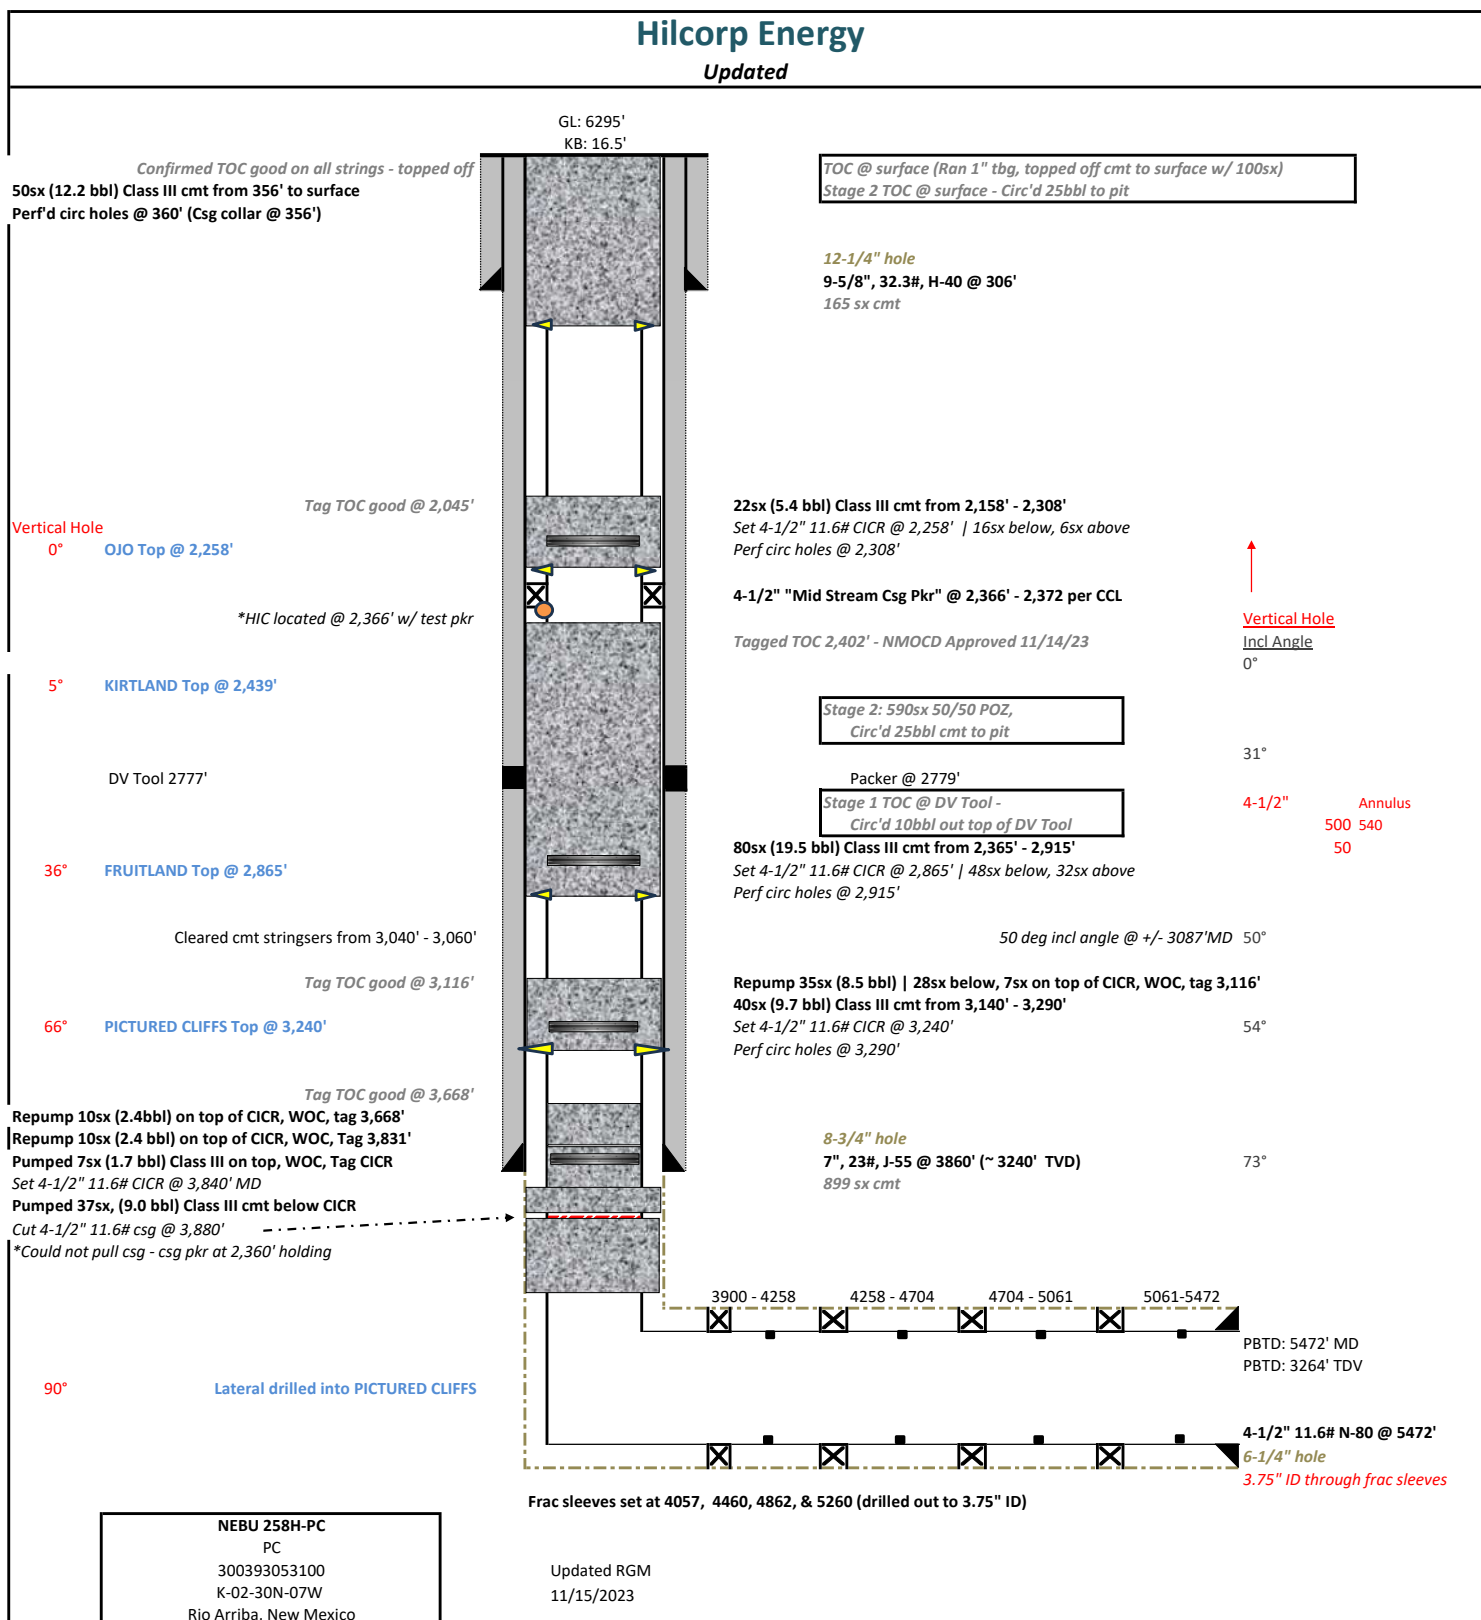 Hilcorp Energy
Updated
GL: 6295'
KB: 16.5'
Confirmed TOC good on all strings - topped off
50sx (12.2 bbl) Class III cmt from 356' to surface
Perf'd circ holes @ 360' (Csg collar @ 356')
TOC @ surface (Ran 1" tbg, topped off cmt to surface w/ 100sx)
Stage 2 TOC @ surface - Circ'd 25bbl to pit
12-1/4" hole
9-5/8", 32.3#, H-40 @ 306'
165 sx cmt
Tag TOC good @ 2,045'
22sx (5.4 bbl) Class III cmt from 2,158' - 2,308'
Set 4-1/2" 11.6# CICR @ 2,258' | 16sx below, 6sx above
Perf circ holes @ 2,308'
Vertical Hole
0° OJO Top @ 2,258'
4-1/2" "Mid Stream Csg Pkr" @ 2,366' - 2,372 per CCL
*HIC located @ 2,366' w/ test pkr
Tagged TOC 2,402' - NMOCD Approved 11/14/23
Vertical Hole
Incl Angle
0°
5° KIRTLAND Top @ 2,439'
Stage 2: 590sx 50/50 POZ,
Circ'd 25bbl cmt to pit
31°
DV Tool 2777'
Packer @ 2779'
Stage 1 TOC @ DV Tool -
Circ'd 10bbl out top of DV Tool
4-1/2" Annulus
500 540
50
80sx (19.5 bbl) Class III cmt from 2,365' - 2,915'
Set 4-1/2" 11.6# CICR @ 2,865' | 48sx below, 32sx above
Perf circ holes @ 2,915'
36° FRUITLAND Top @ 2,865'
Cleared cmt stringsers from 3,040' - 3,060'
50 deg incl angle @ +/- 3087'MD 50°
Tag TOC good @ 3,116'
Repump 35sx (8.5 bbl) | 28sx below, 7sx on top of CICR, WOC, tag 3,116'
40sx (9.7 bbl) Class III cmt from 3,140' - 3,290'
Set 4-1/2" 11.6# CICR @ 3,240'
Perf circ holes @ 3,290'
54°
66° PICTURED CLIFFS Top @ 3,240'
Tag TOC good @ 3,668'
Repump 10sx (2.4bbl) on top of CICR, WOC, tag 3,668'
Repump 10sx (2.4 bbl) on top of CICR, WOC, Tag 3,831'
Pumped 7sx (1.7 bbl) Class III on top, WOC, Tag CICR
Set 4-1/2" 11.6# CICR @ 3,840' MD
Pumped 37sx, (9.0 bbl) Class III cmt below CICR
Cut 4-1/2" 11.6# csg @ 3,880'
*Could not pull csg - csg pkr at 2,360' holding
8-3/4" hole
7", 23#, J-55 @ 3860' (~ 3240' TVD)
899 sx cmt
73°
3900 - 4258 4258 - 4704 4704 - 5061 5061-5472
PBTD: 5472' MD
PBTD: 3264' TDV
90° Lateral drilled into PICTURED CLIFFS
4-1/2" 11.6# N-80 @ 5472'
6-1/4" hole
3.75" ID through frac sleeves
Frac sleeves set at 4057, 4460, 4862, & 5260 (drilled out to 3.75" ID)
NEBU 258H-PC
PC
300393053100
K-02-30N-07W
Rio Arriba, New Mexico
Updated RGM
11/15/2023